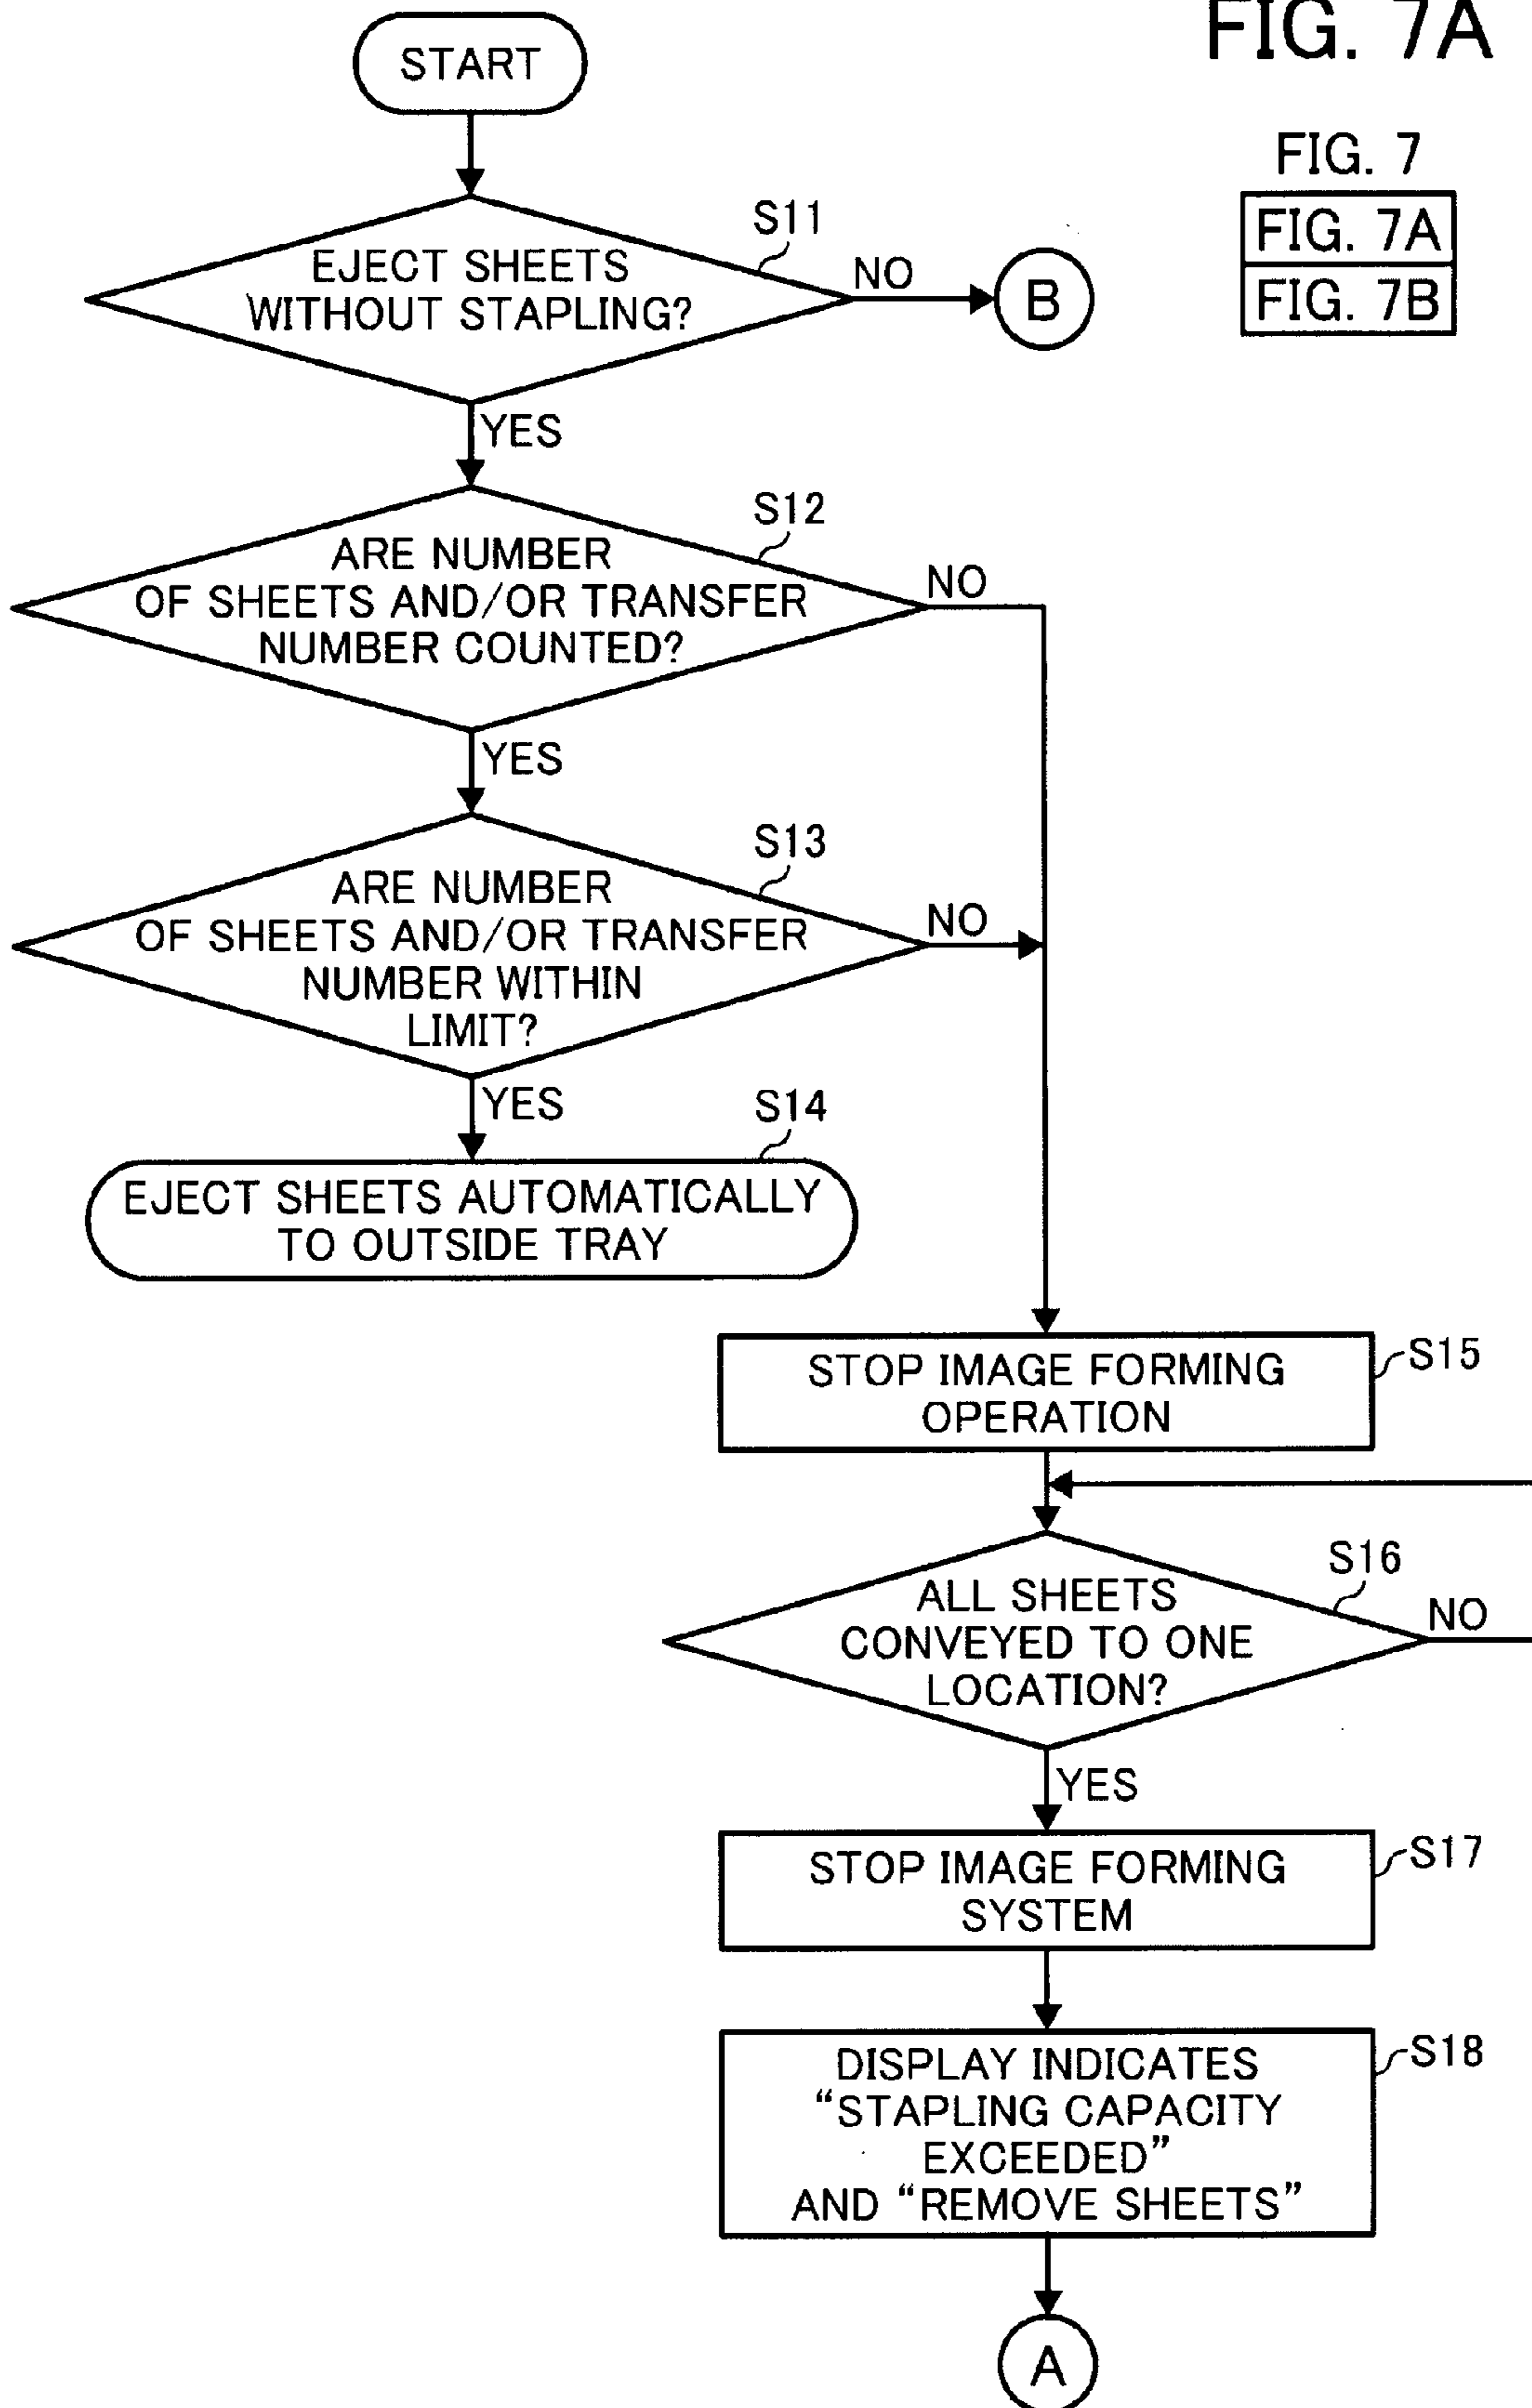 FIG. 7A
FIG. 7
FIG. 7A
FIG. 7B
START
S11
EJECT SHEETS
WITHOUT STAPLING?
NO
B
YES
S12
ARE NUMBER
OF SHEETS AND/OR TRANSFER
NUMBER COUNTED?
NO
YES
S13
ARE NUMBER
OF SHEETS AND/OR TRANSFER
NUMBER WITHIN
LIMIT?
NO
YES
S14
EJECT SHEETS AUTOMATICALLY
TO OUTSIDE TRAY
STOP IMAGE FORMING
OPERATION
S15
S16
ALL SHEETS
CONVEYED TO ONE
LOCATION?
NO
YES
STOP IMAGE FORMING
SYSTEM
S17
DISPLAY INDICATES
“STAPLING CAPACITY
EXCEEDED”
AND “REMOVE SHEETS”
S18
A